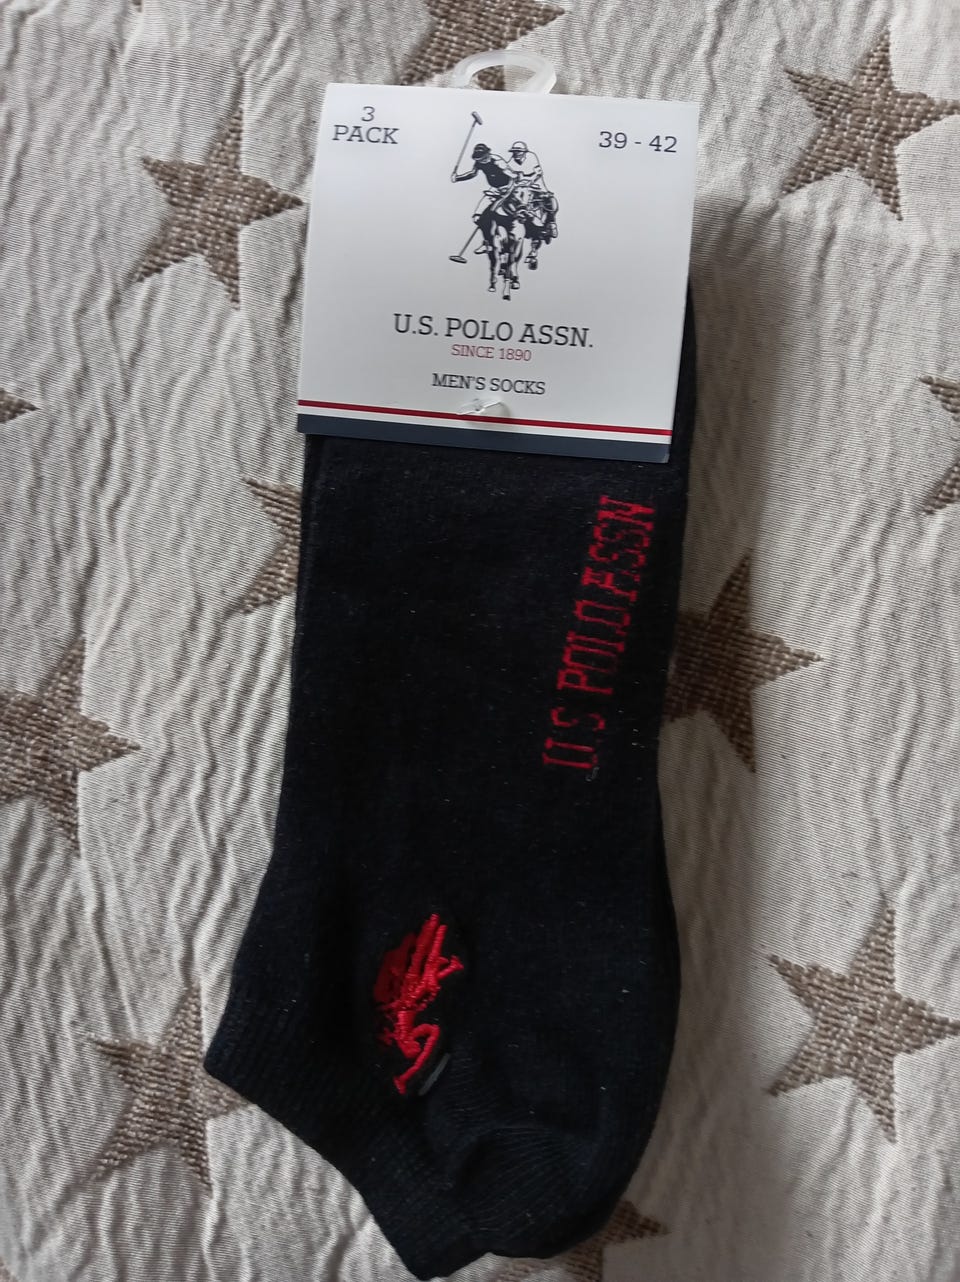 3
PACK
39 - 42
U.S. POLO ASSN.
SINCE 1890
MEN'S SOCKS
U.S POLO ASSN